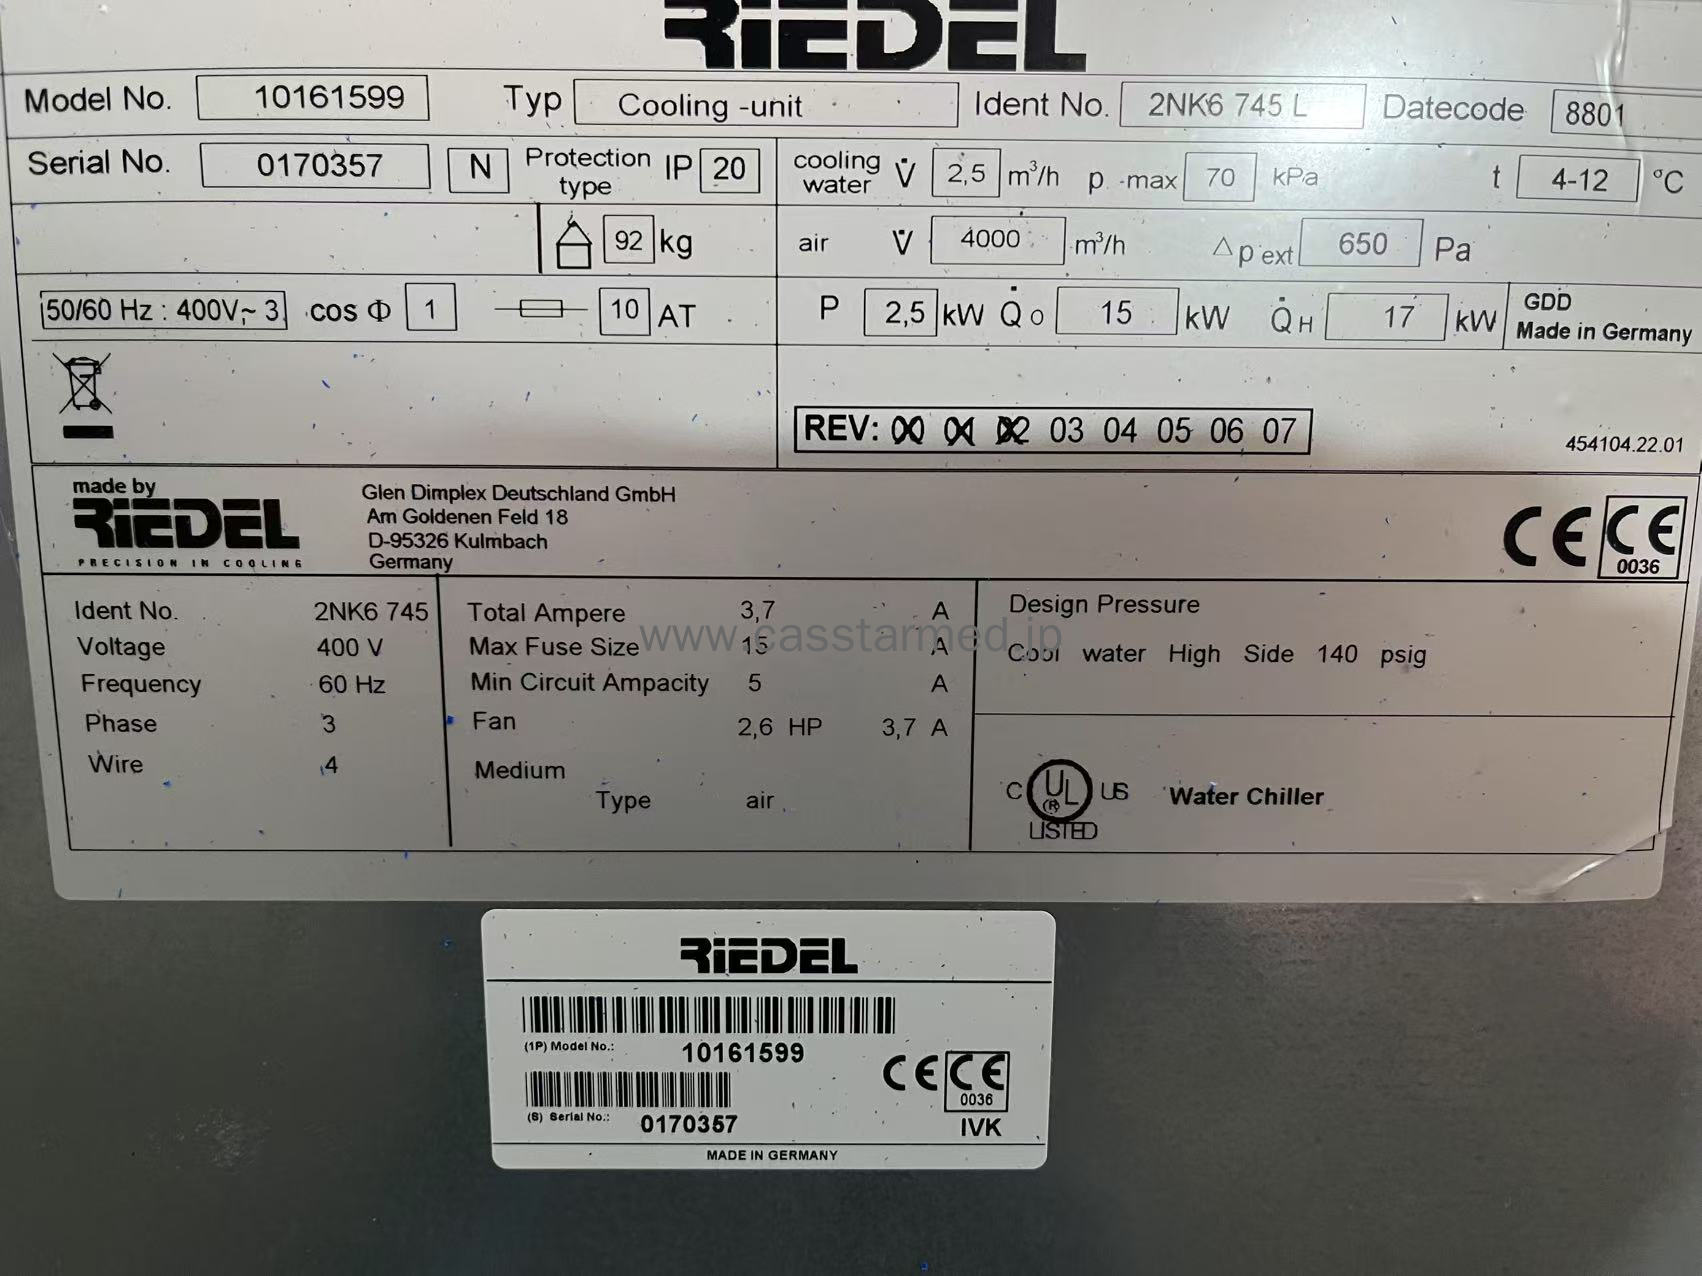 RIEDEL
Model No. 10161599 Typ Cooling -unit Ident No. 2NK6 745 L Datecode 8801
Serial No. 0170357 N Protection type IP 20 cooling water V̇ 2,5 m³/h p -max 70 kPa t 4-12 °C
92 kg air V̇ 4000 m³/h △p ext 650 Pa
50/60 Hz : 400V,~ 3 cos Φ 1 10 AT P 2,5 kW Q̇o 15 kW Q̇H 17 kW GDD
Made in Germany
REV: 00 01 02 03 04 05 06 07
454104.22.01
made by
RIEDEL
PRECISION IN COOLING
Glen Dimplex Deutschland GmbH
Am Goldenen Feld 18
D-95326 Kulmbach
Germany
CE CE
0036
Ident No. 2NK6 745
Voltage 400 V
Frequency 60 Hz
Phase 3
Wire 4
Total Ampere 3,7 A
Max Fuse Size 15 A
Min Circuit Ampacity 5 A
Fan 2,6 HP 3,7 A
Medium
Type air
Design Pressure
Cool water High Side 140 psig
C UL US Water Chiller
(R)
LISTED
www.casstarmed.jp
RIEDEL
(1P) Model No.: 10161599
(S) Serial No.: 0170357
CE CE
0036
IVK
MADE IN GERMANY